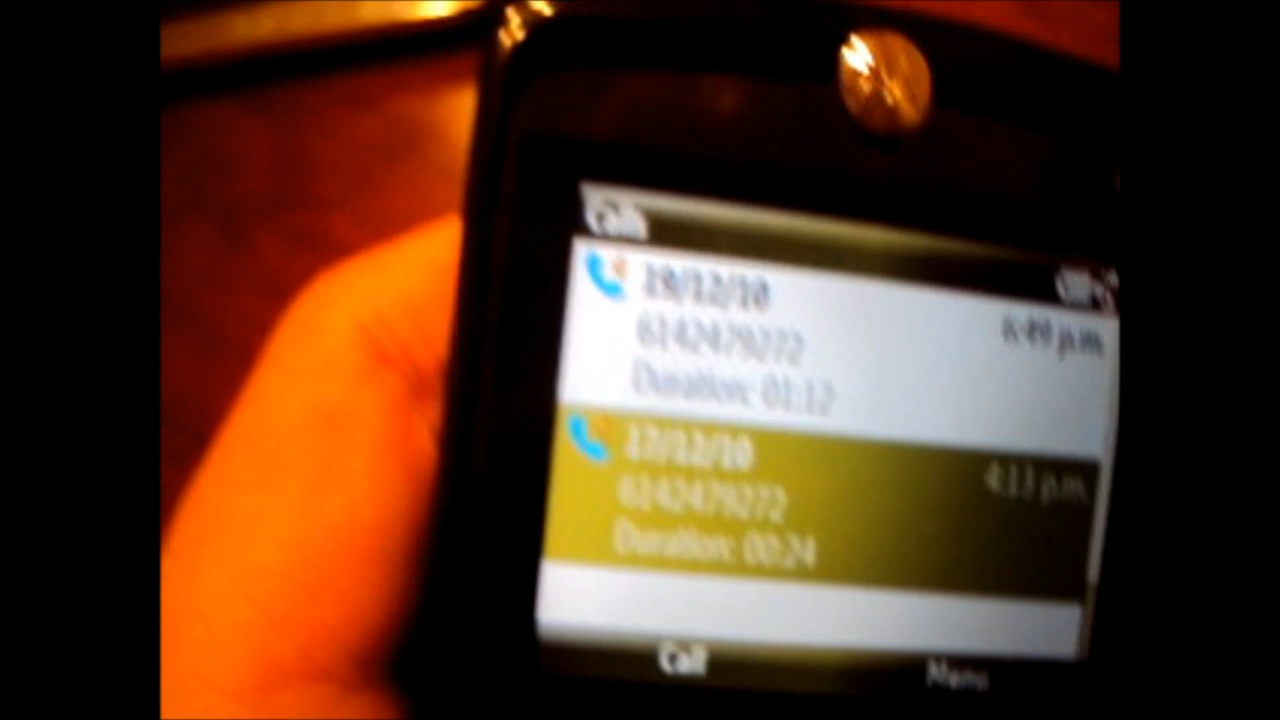 Calls
19/12/10
6:49 p.m.
6142479272
Duration: 01:12
17/12/10
4:13 p.m.
6142479272
Duration: 00:24
Call
Menu